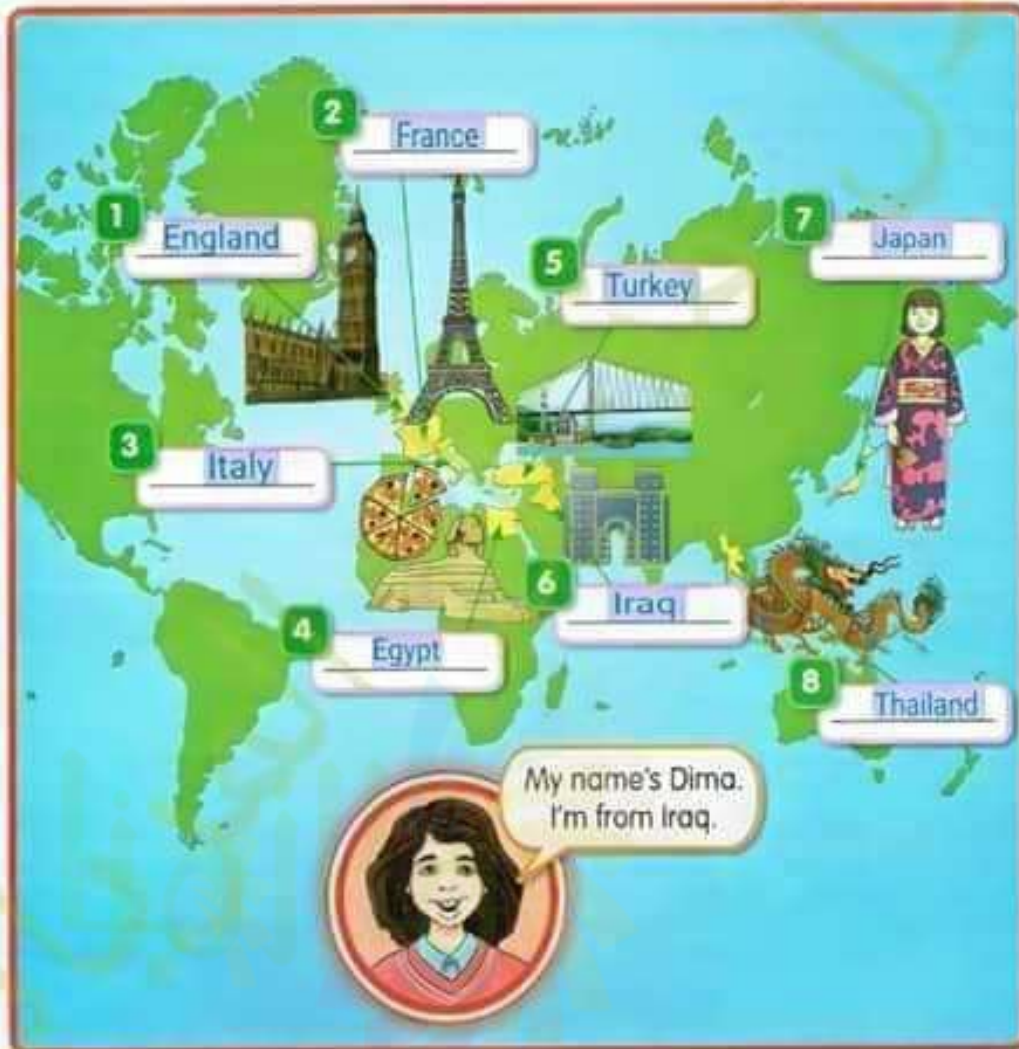 2
France
1
England
7
Japan
5
Turkey
3
Italy
6
Iraq
4
Egypt
8
Thailand
My name's Dima.
I'm from Iraq.